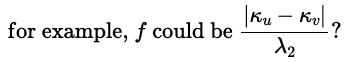 for example, f could be |κ_u − κ_v| / λ_2 ?